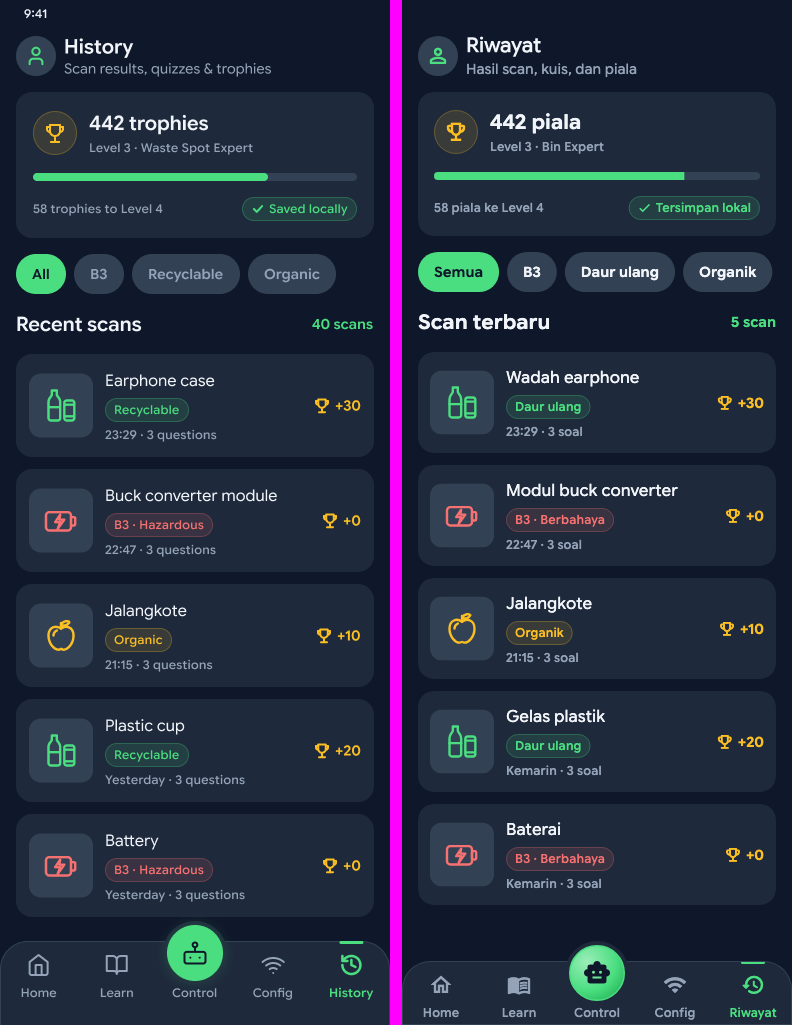 9:41
History
Scan results, quizzes & trophies
442 trophies
Level 3 · Waste Spot Expert
58 trophies to Level 4
Saved locally
All
B3
Recyclable
Organic
Recent scans
40 scans
Earphone case
Recyclable
+30
23:29 · 3 questions
Buck converter module
B3 · Hazardous
+0
22:47 · 3 questions
Jalangkote
Organic
+10
21:15 · 3 questions
Plastic cup
Recyclable
+20
Yesterday · 3 questions
Battery
B3 · Hazardous
+0
Yesterday · 3 questions
Home
Learn
Control
Config
History
Riwayat
Hasil scan, kuis, dan piala
442 piala
Level 3 · Bin Expert
58 piala ke Level 4
Tersimpan lokal
Semua
B3
Daur ulang
Organik
Scan terbaru
5 scan
Wadah earphone
Daur ulang
+30
23:29 · 3 soal
Modul buck converter
B3 · Berbahaya
+0
22:47 · 3 soal
Jalangkote
Organik
+10
21:15 · 3 soal
Gelas plastik
Daur ulang
+20
Kemarin · 3 soal
Baterai
B3 · Berbahaya
+0
Kemarin · 3 soal
Home
Learn
Control
Config
Riwayat